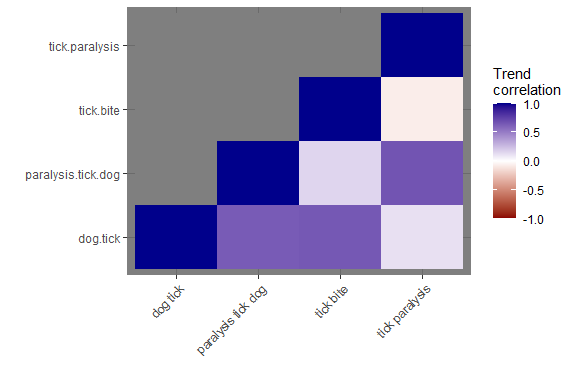 tick.paralysis
tick.bite
paralysis.tick.dog
dog.tick
dog tick
paralysis tick dog
tick bite
tick paralysis
Trend
correlation
1.0
0.5
0.0
-0.5
-1.0